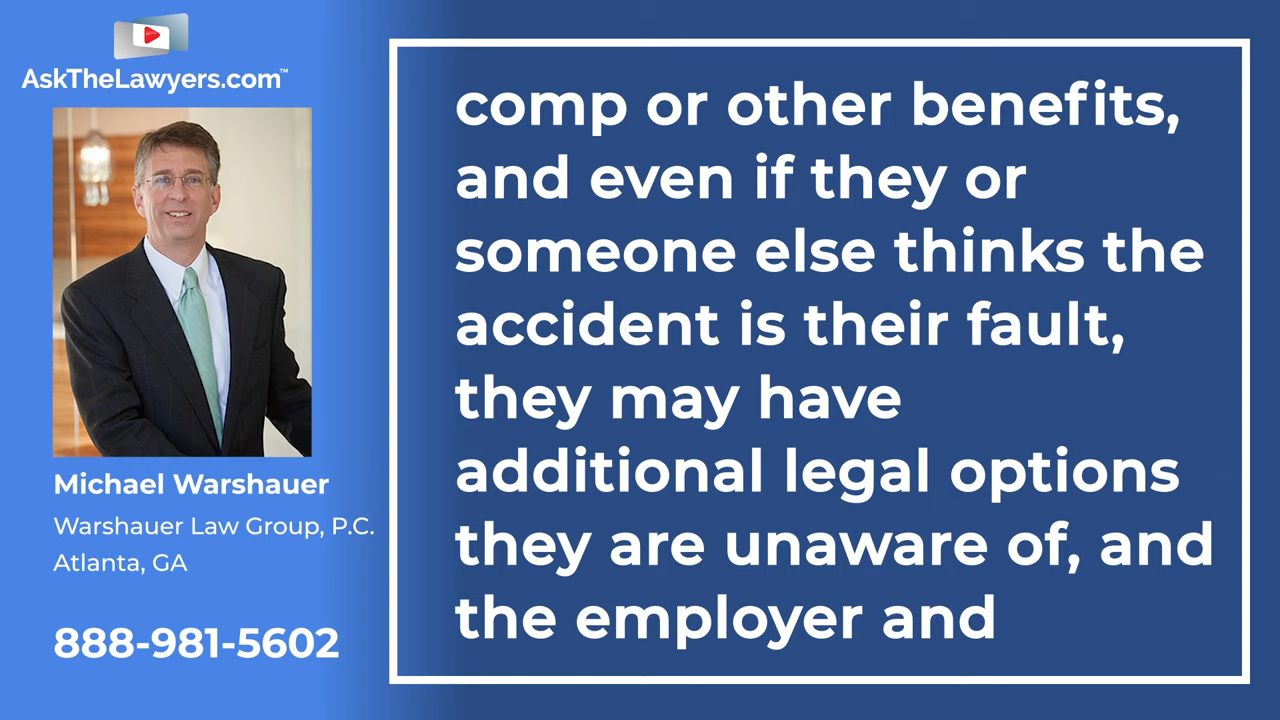 AskTheLawyers.com™
Michael Warshauer
Warshauer Law Group, P.C.
Atlanta, GA
888-981-5602
comp or other benefits,
and even if they or
someone else thinks the
accident is their fault,
they may have
additional legal options
they are unaware of, and
the employer and